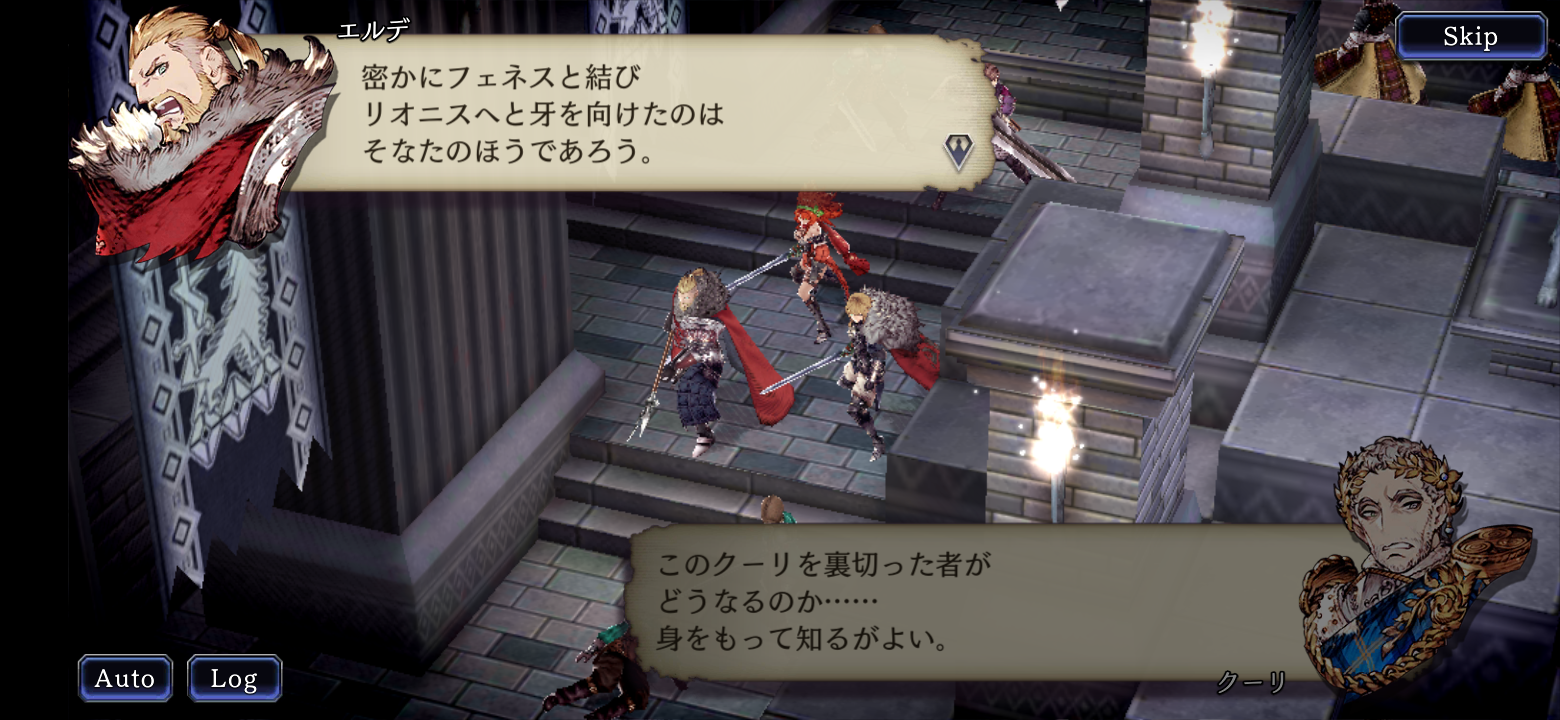 エルデ
Skip
密かにフェネスと結び
リオニスへと牙を向けたのは
そなたのほうであろう。
このクーリを裏切った者が
どうなるのか……
身をもって知るがよい。
クーリ
Auto
Log